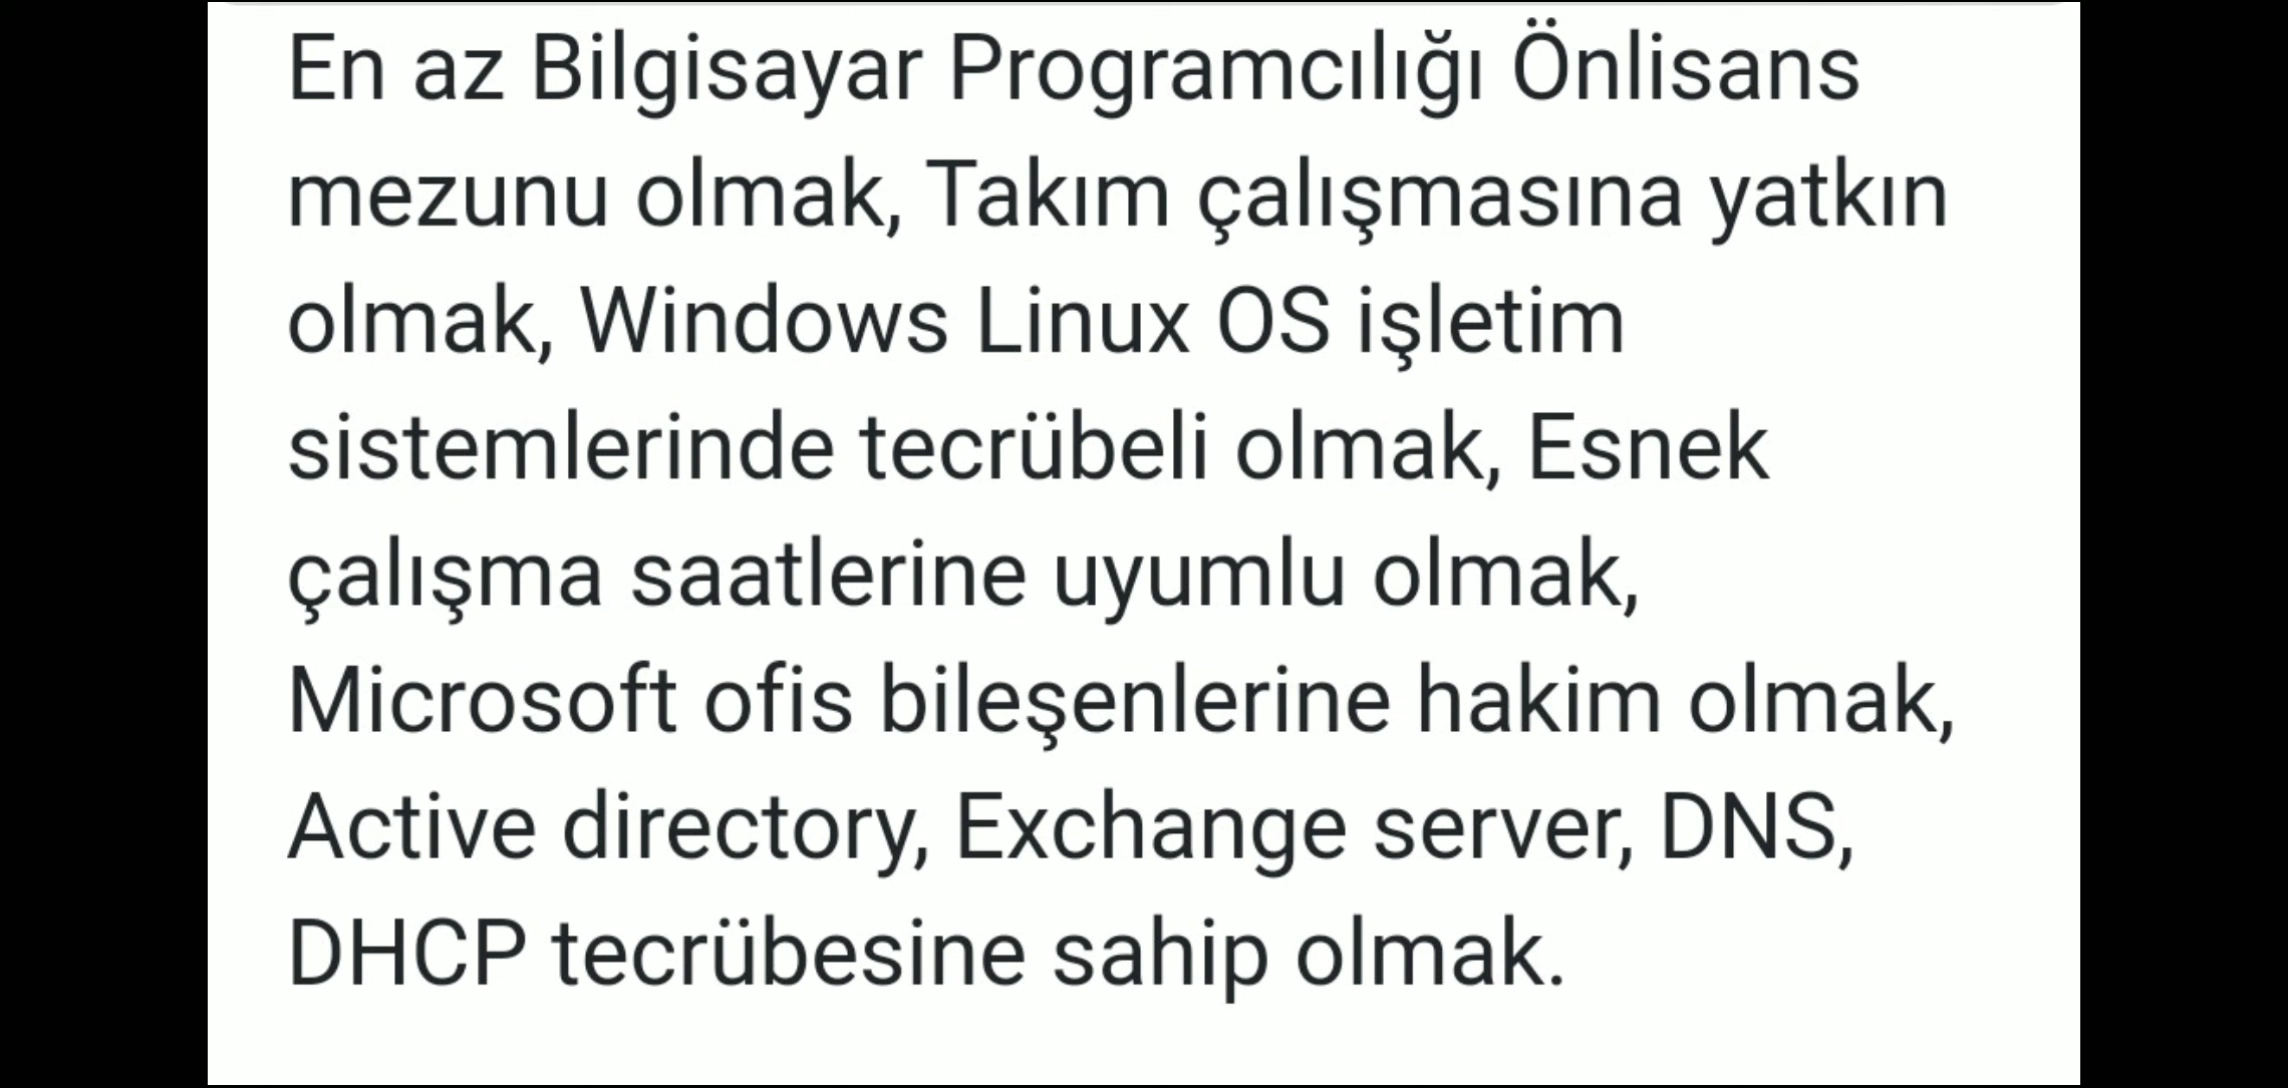 En az Bilgisayar Programcılığı Önlisans
mezunu olmak, Takım çalışmasına yatkın
olmak, Windows Linux OS işletim
sistemlerinde tecrübeli olmak, Esnek
çalışma saatlerine uyumlu olmak,
Microsoft ofis bileşenlerine hakim olmak,
Active directory, Exchange server, DNS,
DHCP tecrübesine sahip olmak.